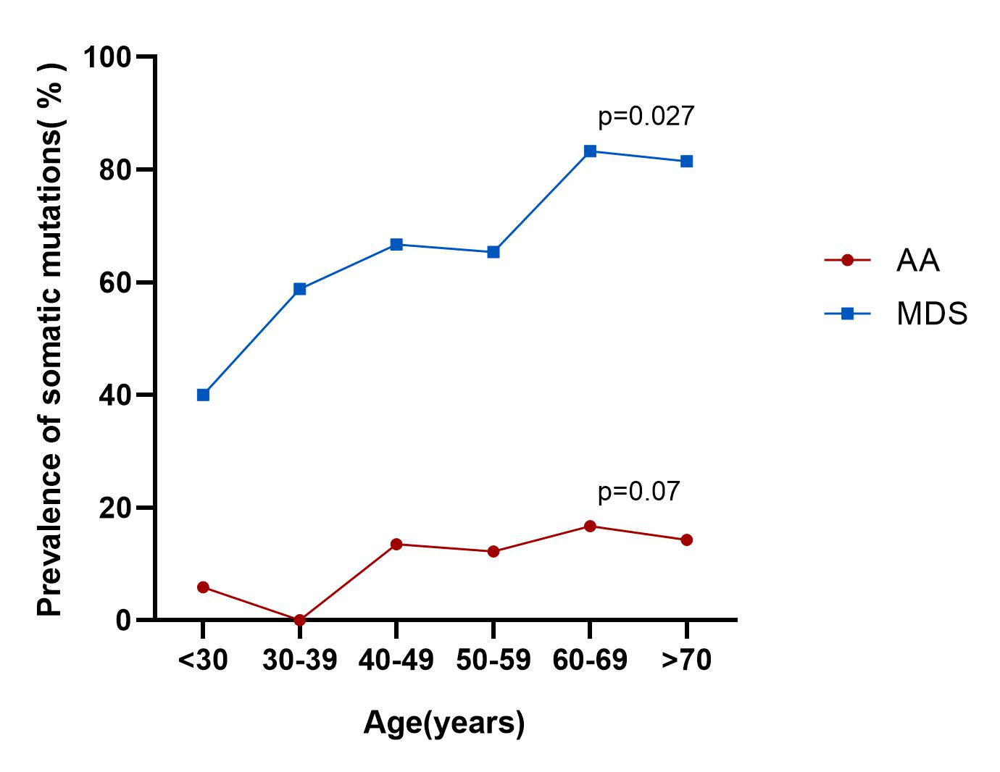 Prevalence of somatic mutations( % )
100
80
60
40
20
0
p=0.027
p=0.07
<30 30-39 40-49 50-59 60-69 >70
Age(years)
AA
MDS